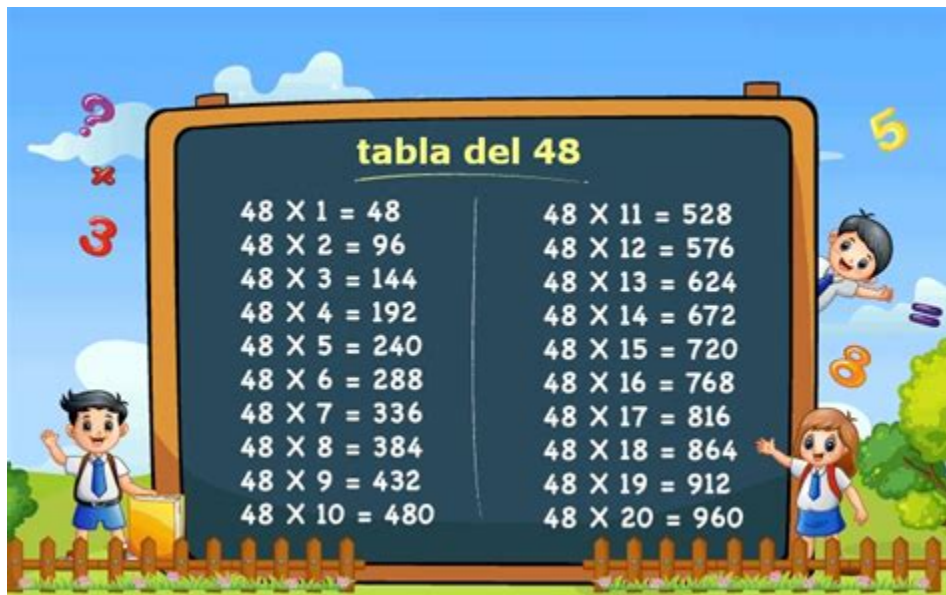 tabla del 48
48 X 1 = 48
48 X 2 = 96
48 X 3 = 144
48 X 4 = 192
48 X 5 = 240
48 X 6 = 288
48 X 7 = 336
48 X 8 = 384
48 X 9 = 432
48 X 10 = 480
48 X 11 = 528
48 X 12 = 576
48 X 13 = 624
48 X 14 = 672
48 X 15 = 720
48 X 16 = 768
48 X 17 = 816
48 X 18 = 864
48 X 19 = 912
48 X 20 = 960
?
x
3
5
=
8